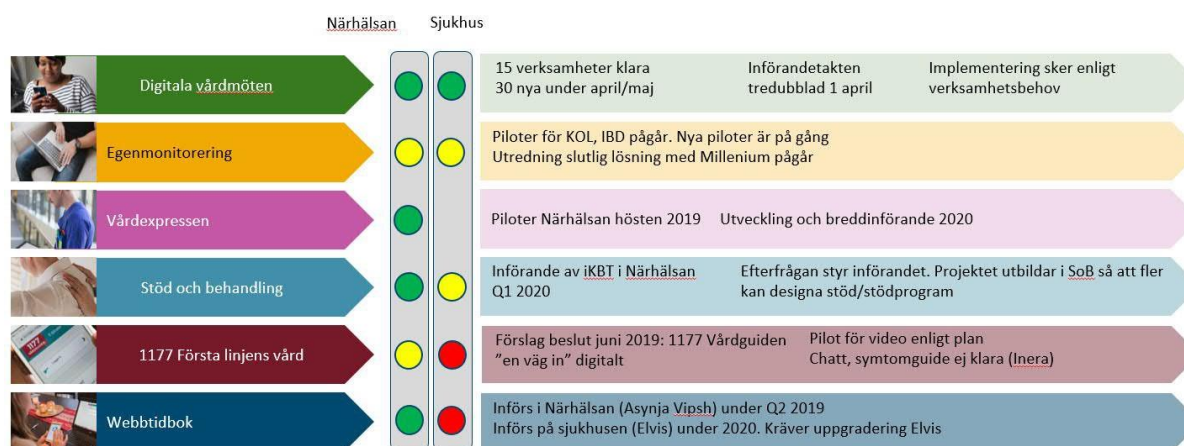 Närhälsan Sjukhus
Digitala vårdmöten
15 verksamheter klara
30 nya under april/maj
Införandetakten
tredubblad 1 april
Implementering sker enligt
verksamhetsbehov
Egenmonitorering
Piloter för KOL, IBD pågår. Nya piloter är på gång
Utredning slutlig lösning med Millenium pågår
Vårdexpressen
Piloter Närhälsan hösten 2019 Utveckling och breddinförande 2020
Stöd och behandling
Införande av iKBT i Närhälsan
Q1 2020
Efterfrågan styr införandet. Projektet utbildar i SoB så att fler
kan designa stöd/stödprogram
1177 Första linjens vård
Förslag beslut juni 2019: 1177 Vårdguiden
”en väg in” digitalt
Pilot för video enligt plan
Chatt, symtomguide ej klara (Inera)
Webbtidbok
Införs i Närhälsan (Asynja Vipsh) under Q2 2019
Införs på sjukhusen (Elvis) under 2020. Kräver uppgradering Elvis